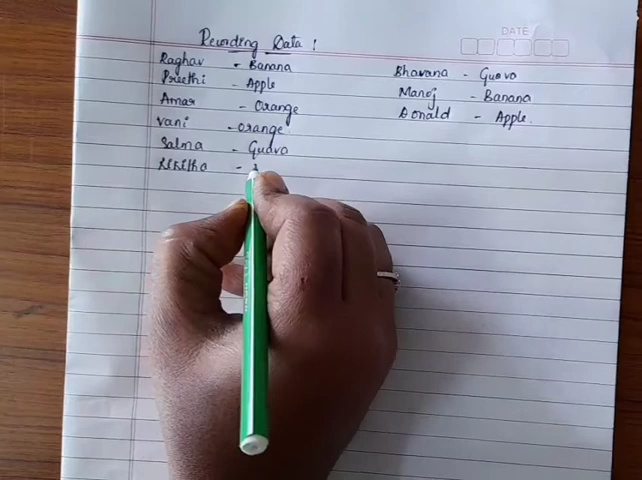 DATE
Recording Data :
Raghav - Banana
Preethi - Apple
Amar - Orange
Vani - Orange
Salma - Guava
-
Bhavana - Guava
Manoj - Banana
Donald - Apple.